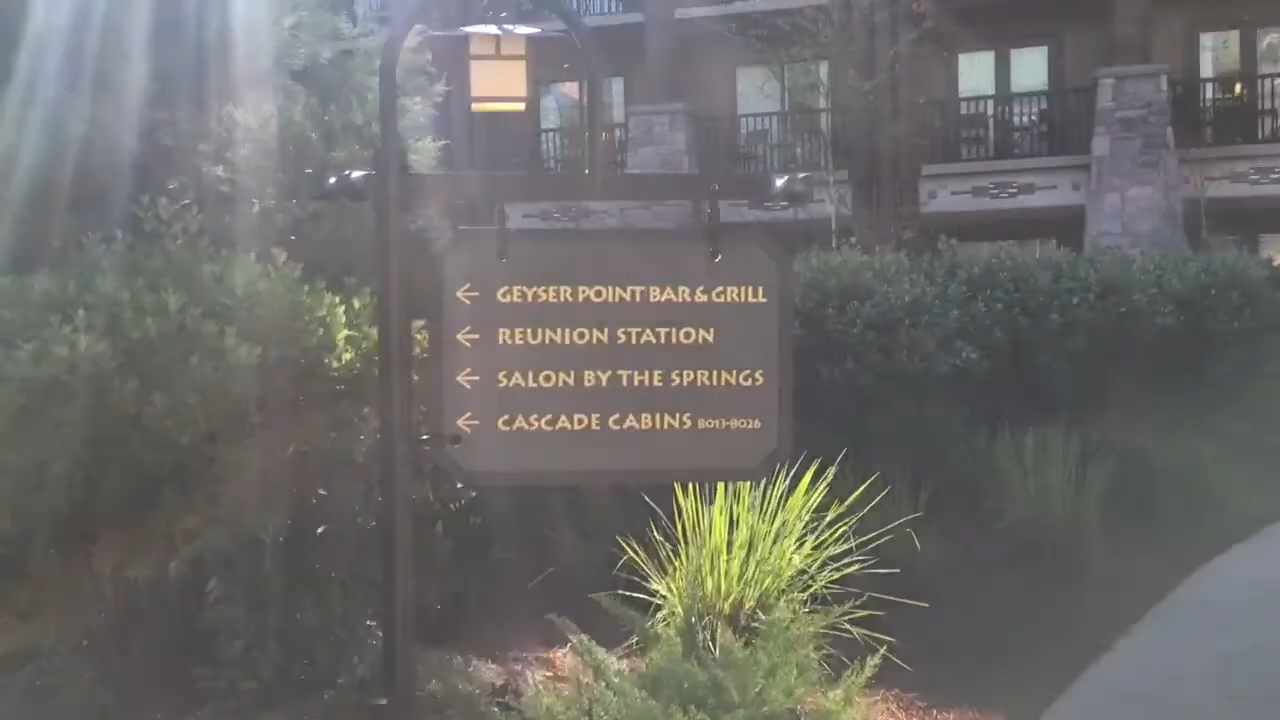 ← GEYSER POINT BAR & GRILL
← REUNION STATION
← SALON BY THE SPRINGS
← CASCADE CABINS 8013-8026